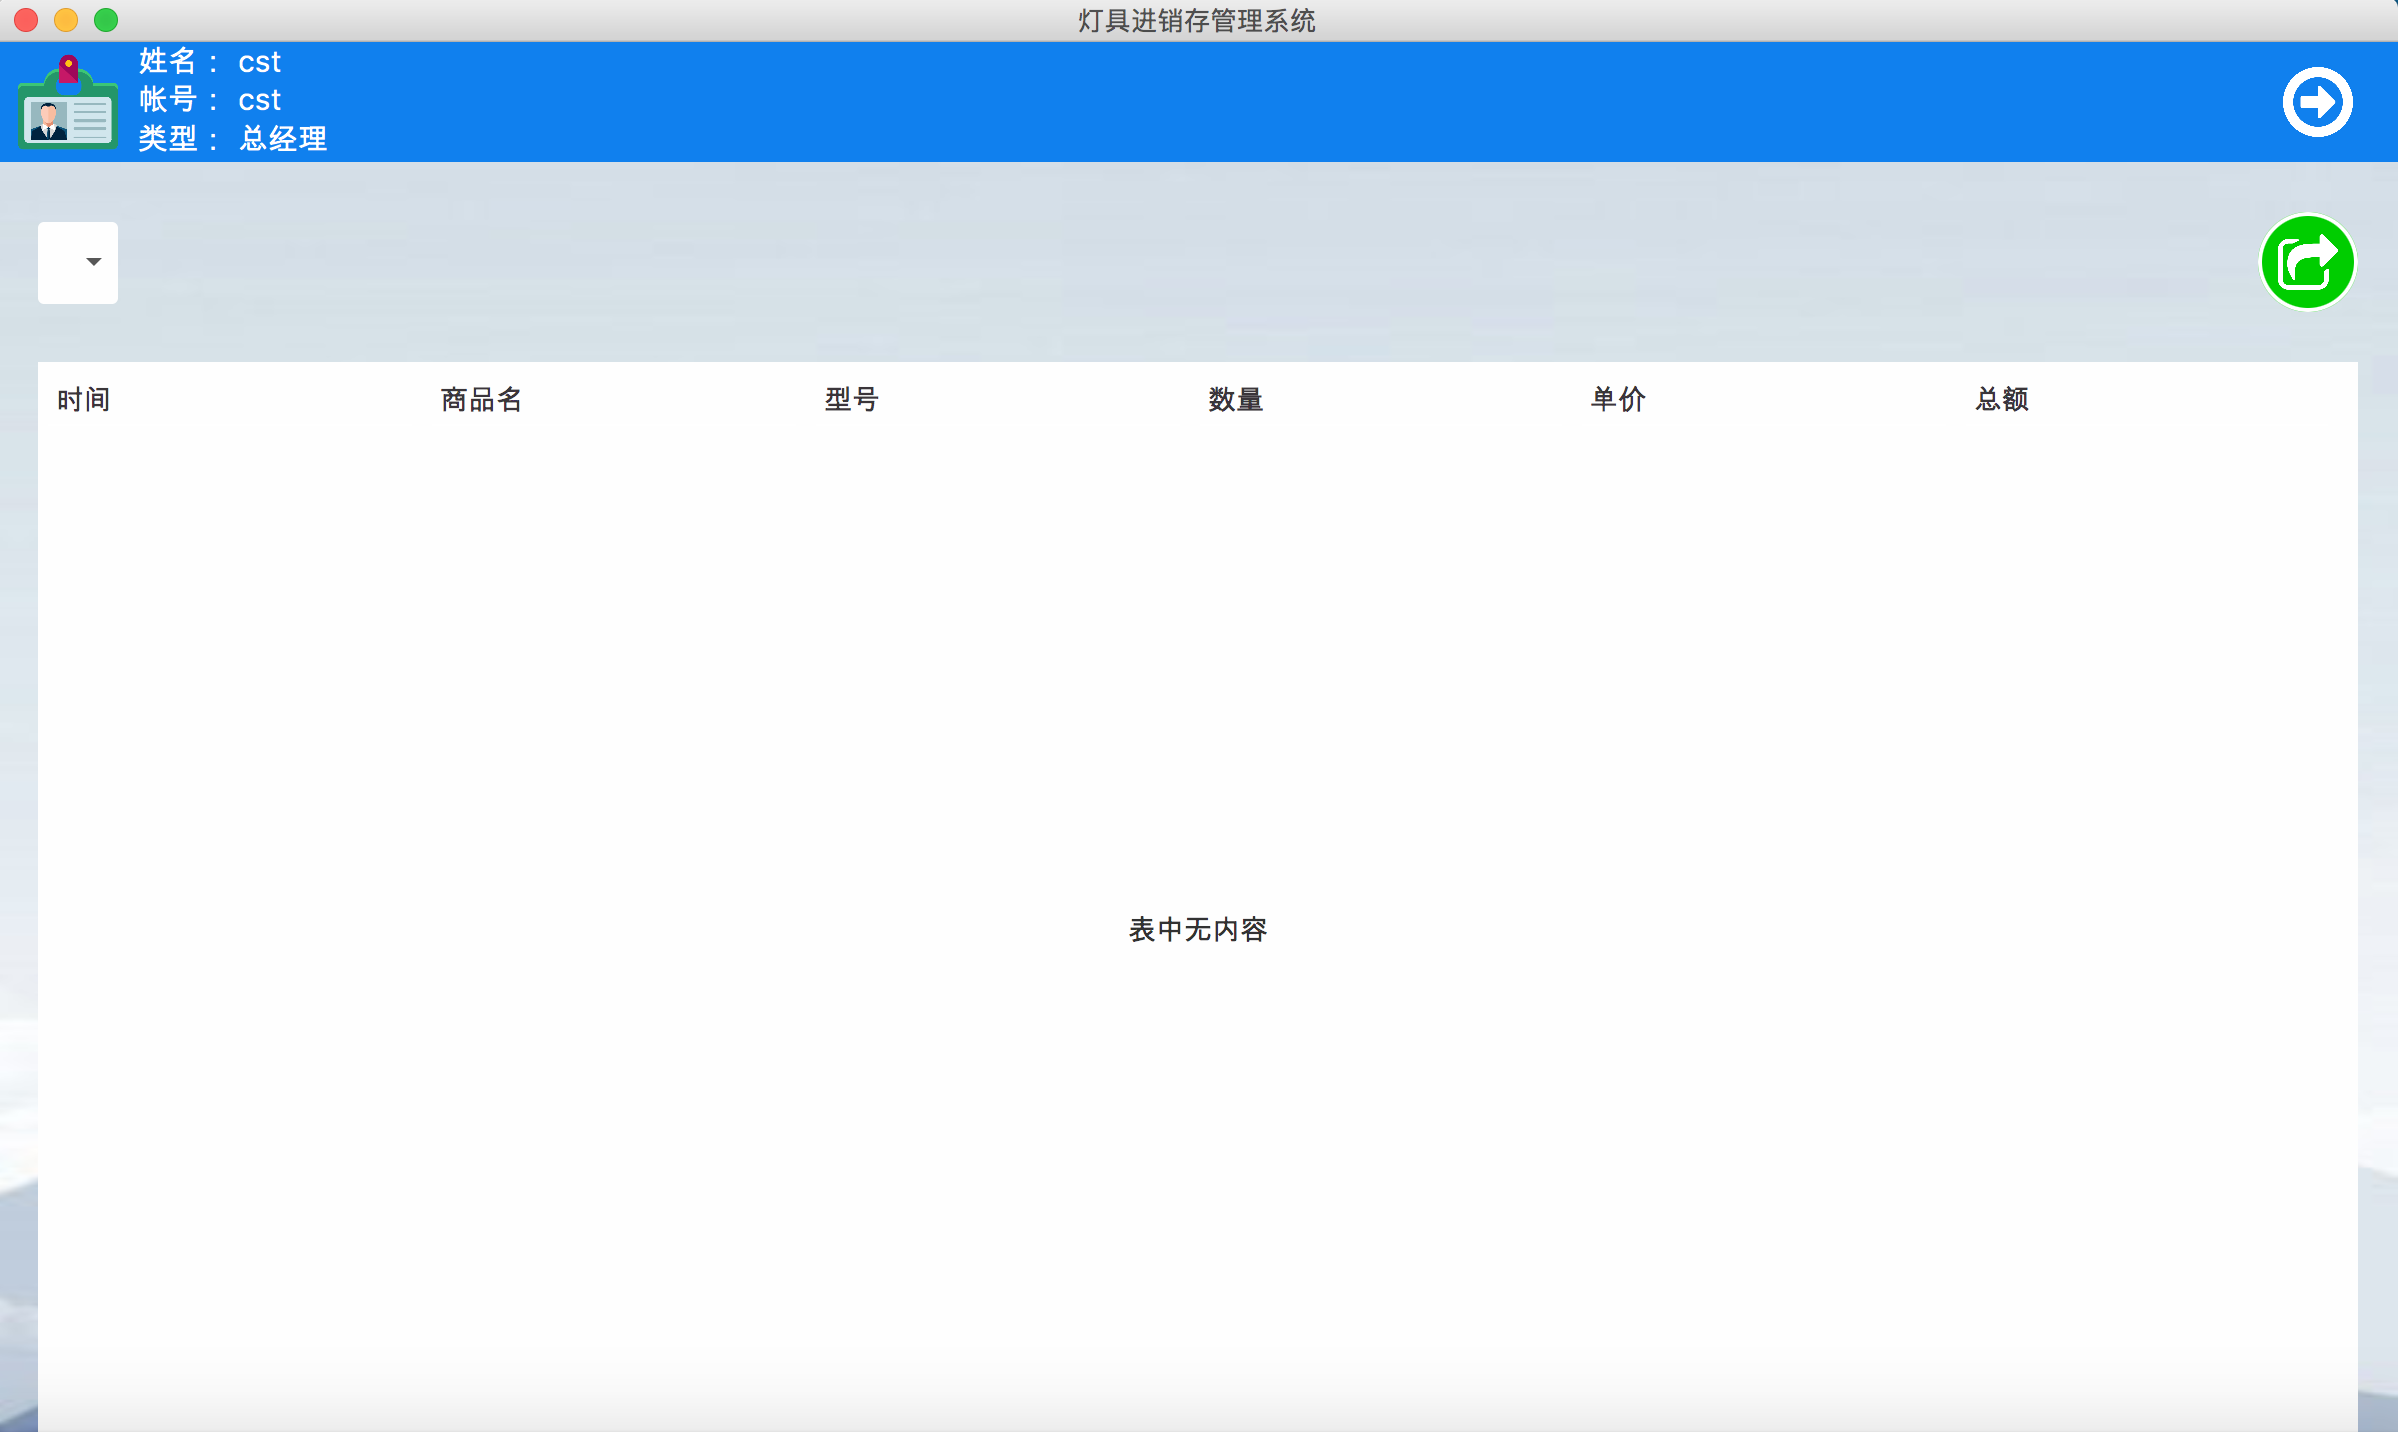 灯具进销存管理系统
姓名： cst
帐号： cst
类型： 总经理
时间 商品名 型号 数量 单价 总额
表中无内容